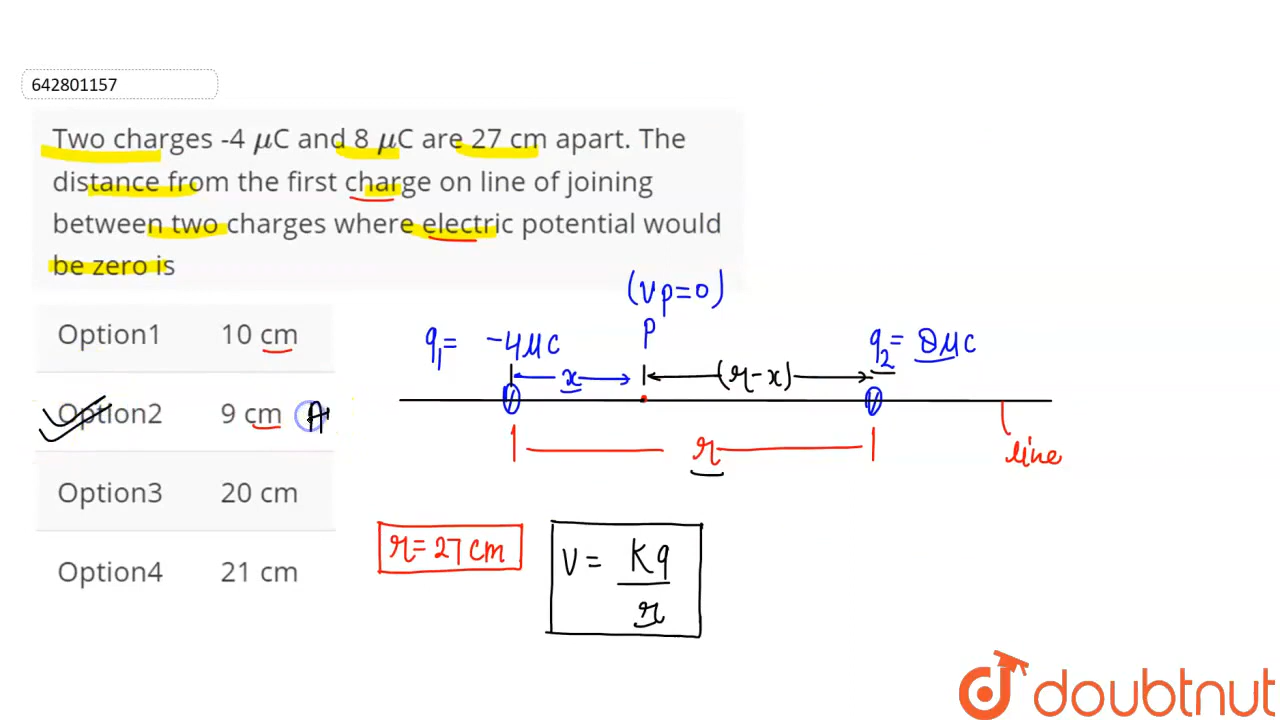 642801157
Two charges -4 μC and 8 μC are 27 cm apart. The
distance from the first charge on line of joining
between two charges where electric potential would
be zero is
(Vp=0)
Option1 10 cm
q1= -4μC P q2= 8μC
x (r-x)
Option2 9 cm
r line
Option3 20 cm
r=27cm V= Kq
r
Option4 21 cm
doubtnut